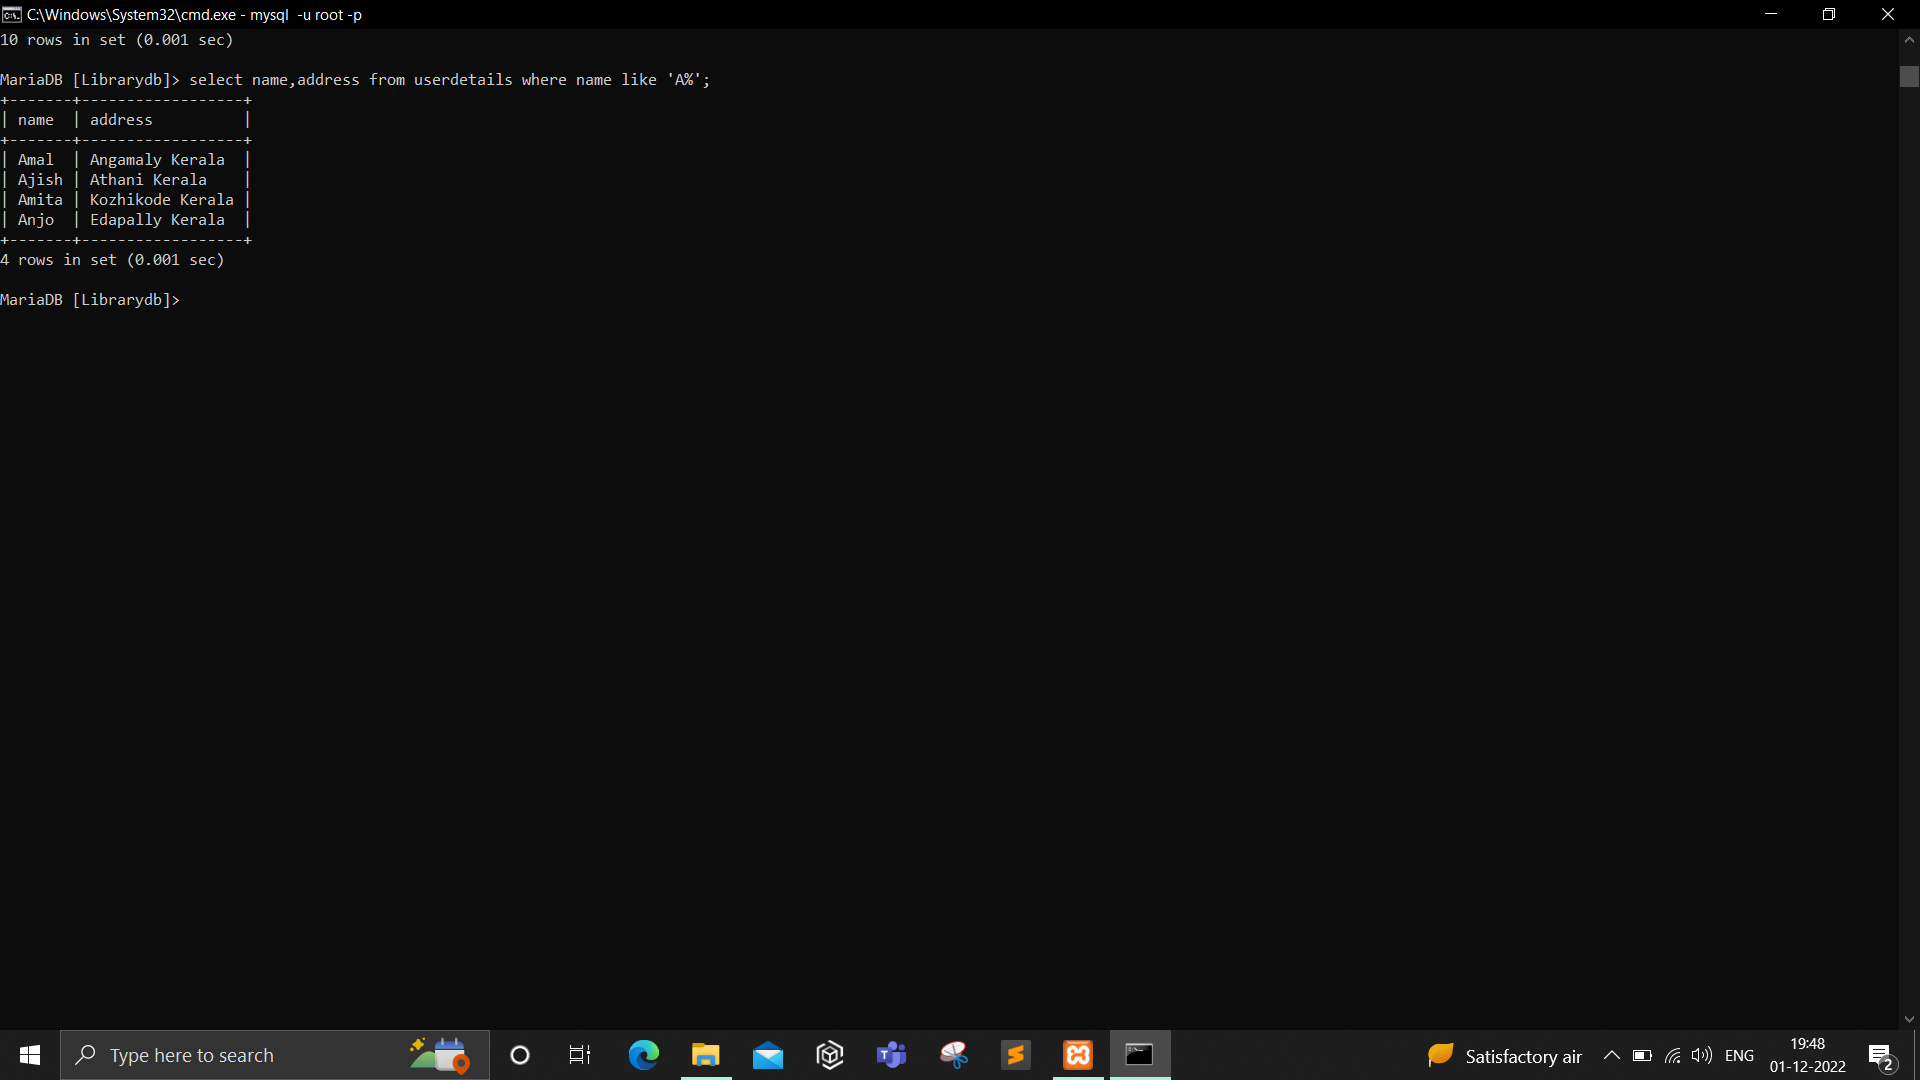 C:\Windows\System32\cmd.exe - mysql  -u root -p
10 rows in set (0.001 sec)
MariaDB [Librarydb]> select name,address from userdetails where name like 'A%';
+-------+------------------+
| name  | address          |
+-------+------------------+
| Amal  | Angamaly Kerala  |
| Ajish | Athani Kerala    |
| Amita | Kozhikode Kerala |
| Anjo  | Edapally Kerala  |
+-------+------------------+
4 rows in set (0.001 sec)
MariaDB [Librarydb]>
Type here to search
Satisfactory air
ENG
19:48
01-12-2022
2